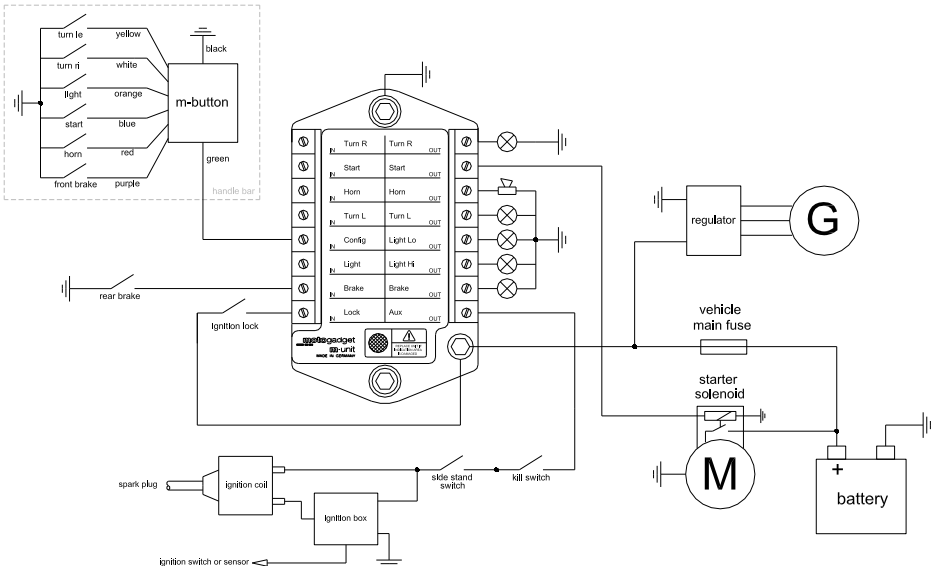 turn le yellow
black
turn ri white
light orange
m-button
start blue
horn red
green
front brake purple
handle bar
Turn R Turn R
IN OUT
Start Start
IN OUT
Horn Horn
IN OUT
Turn L Turn L
IN OUT
Config Light Lo
IN OUT
Light Light Hi
IN OUT
Brake Brake
IN OUT
Lock Aux
IN OUT
rear brake
ignition lock
motogadget
m-unit
MADE IN GERMANY
regulator
G
vehicle
main fuse
starter
solenoid
M
+
battery
spark plug
ignition coil
side stand
switch
kill switch
ignition box
ignition switch or sensor